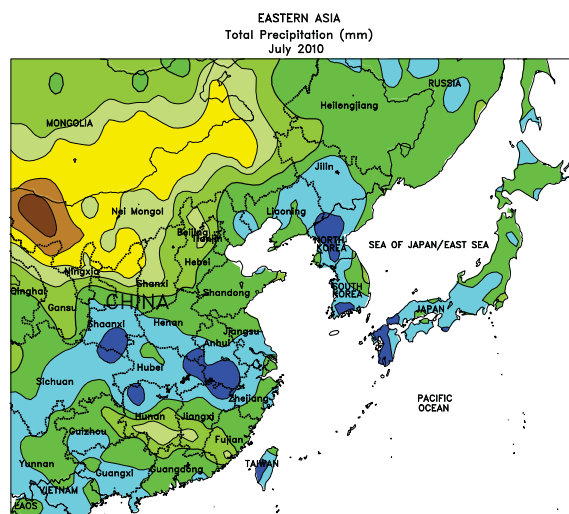 EASTERN ASIA
Total Precipitation (mm)
July 2010
RUSSIA
Heilengjiang
MONGOLIA
Jilin
Nei Mongol
Liaoning
Beijing
Tianjin
NORTH
KOREA
SEA OF JAPAN/EAST SEA
Hebei
Ningxia
Shanxi
Qinghai
SOUTH
KOREA
Shandong
CHINA
Gansu
JAPAN
Shaanxi
Henan
Jiangsu
Anhui
Hubei
Sichuan
Zhejiang
PACIFIC
OCEAN
Hunan
Jiangxi
Guizhou
Fujian
Yunnan
Guangxi
Guangdong
TAIWAN
VIETNAM
LAOS